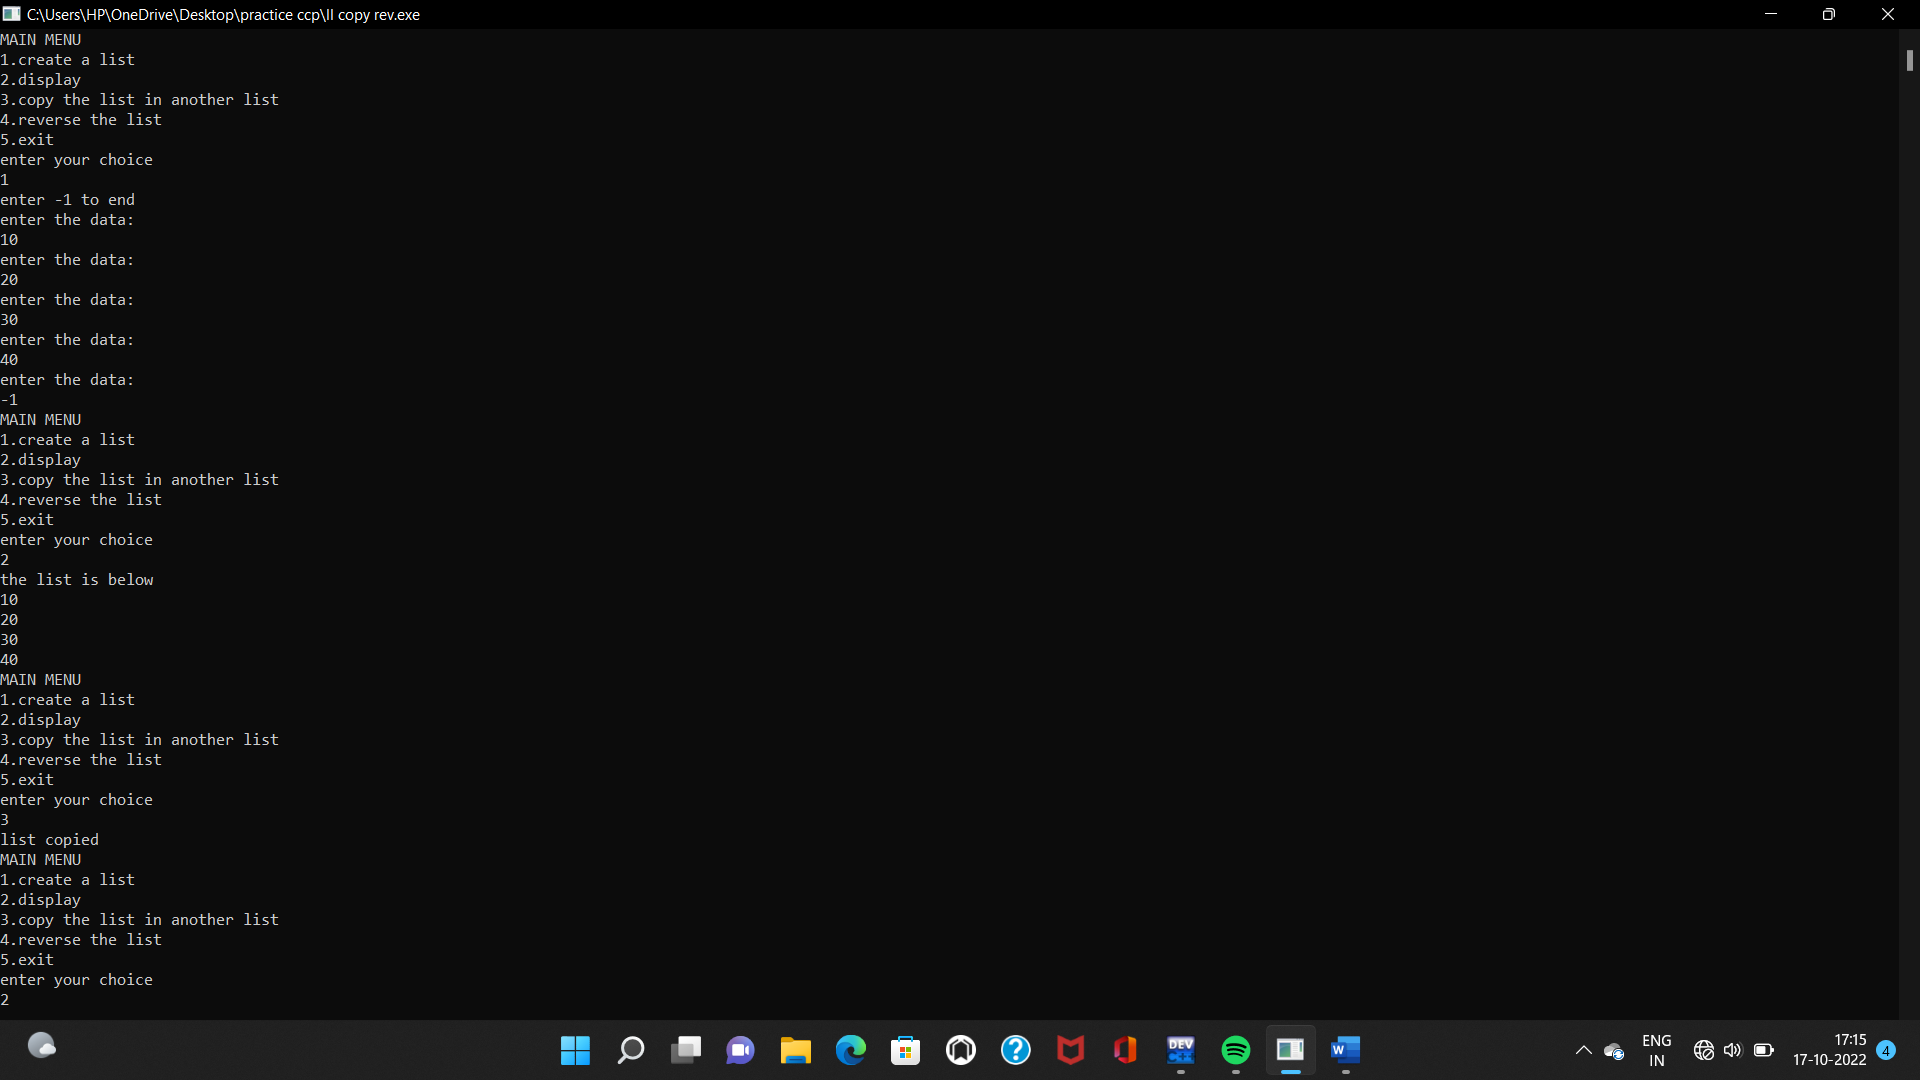 C:\Users\HP\OneDrive\Desktop\practice ccp\ll copy rev.exe
MAIN MENU
1.create a list
2.display
3.copy the list in another list
4.reverse the list
5.exit
enter your choice
1
enter -1 to end
enter the data:
10
enter the data:
20
enter the data:
30
enter the data:
40
enter the data:
-1
MAIN MENU
1.create a list
2.display
3.copy the list in another list
4.reverse the list
5.exit
enter your choice
2
the list is below
10
20
30
40
MAIN MENU
1.create a list
2.display
3.copy the list in another list
4.reverse the list
5.exit
enter your choice
3
list copied
MAIN MENU
1.create a list
2.display
3.copy the list in another list
4.reverse the list
5.exit
enter your choice
2
DEV
C++
W
ENG
IN
17:15
17-10-2022
4